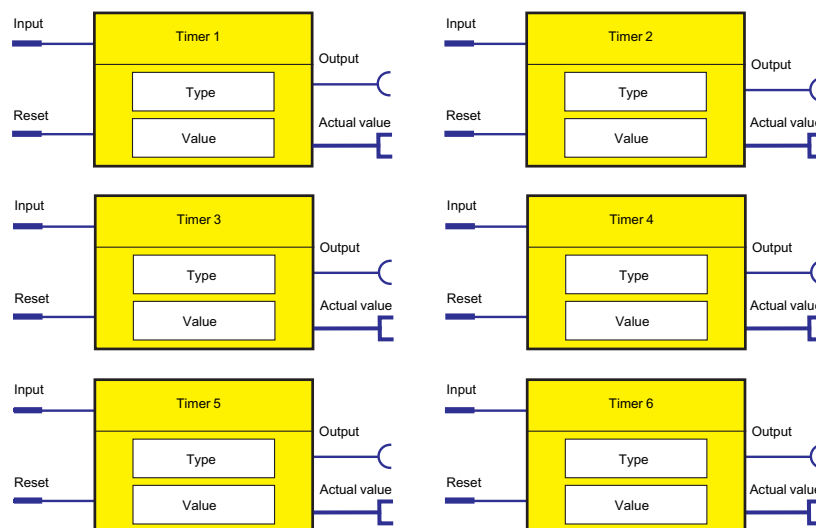 Input
Timer 1
Output
Type
Reset
Actual value
Value
Input
Timer 2
Output
Type
Reset
Actual value
Value
Input
Timer 3
Output
Type
Reset
Actual value
Value
Input
Timer 4
Output
Type
Reset
Actual value
Value
Input
Timer 5
Output
Type
Reset
Actual value
Value
Input
Timer 6
Output
Type
Reset
Actual value
Value